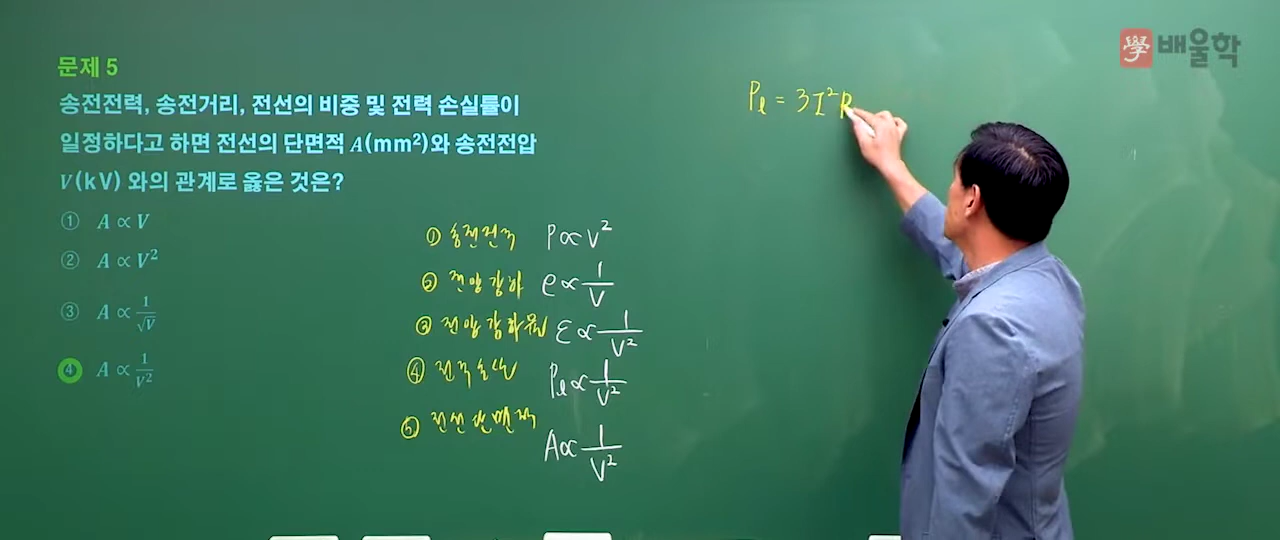 學 배울학
문제 5
송전전력, 송전거리, 전선의 비중 및 전력 손실률이
일정하다고 하면 전선의 단면적 A(mm²)와 송전전압
V(kV) 와의 관계로 옳은 것은?
① A ∝ V
② A ∝ V²
③ A ∝ 1/√V
④ A ∝ 1/V²
① 송전전력 P∝V²
② 전압강하 e∝1/V
③ 전압강하율 ε∝1/V²
④ 전력손실 Pℓ∝1/V²
⑤ 전선단면적 A∝1/V²
Pℓ = 3I²R